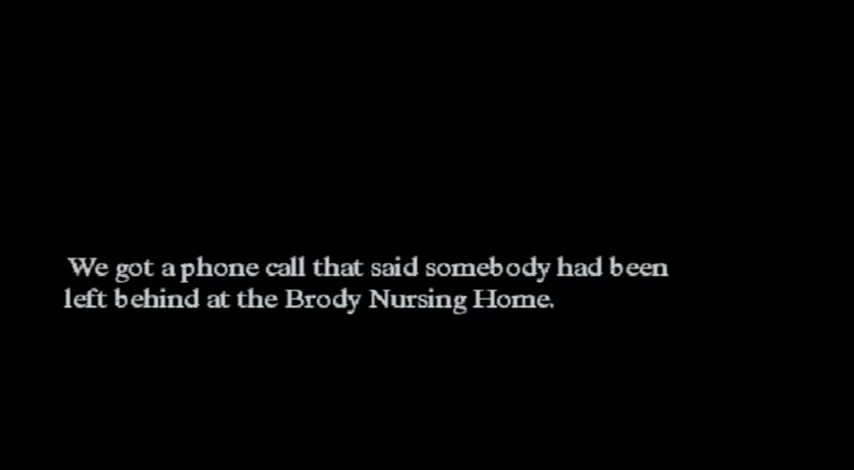 We got a phone call that said somebody had been
left behind at the Brody Nursing Home.